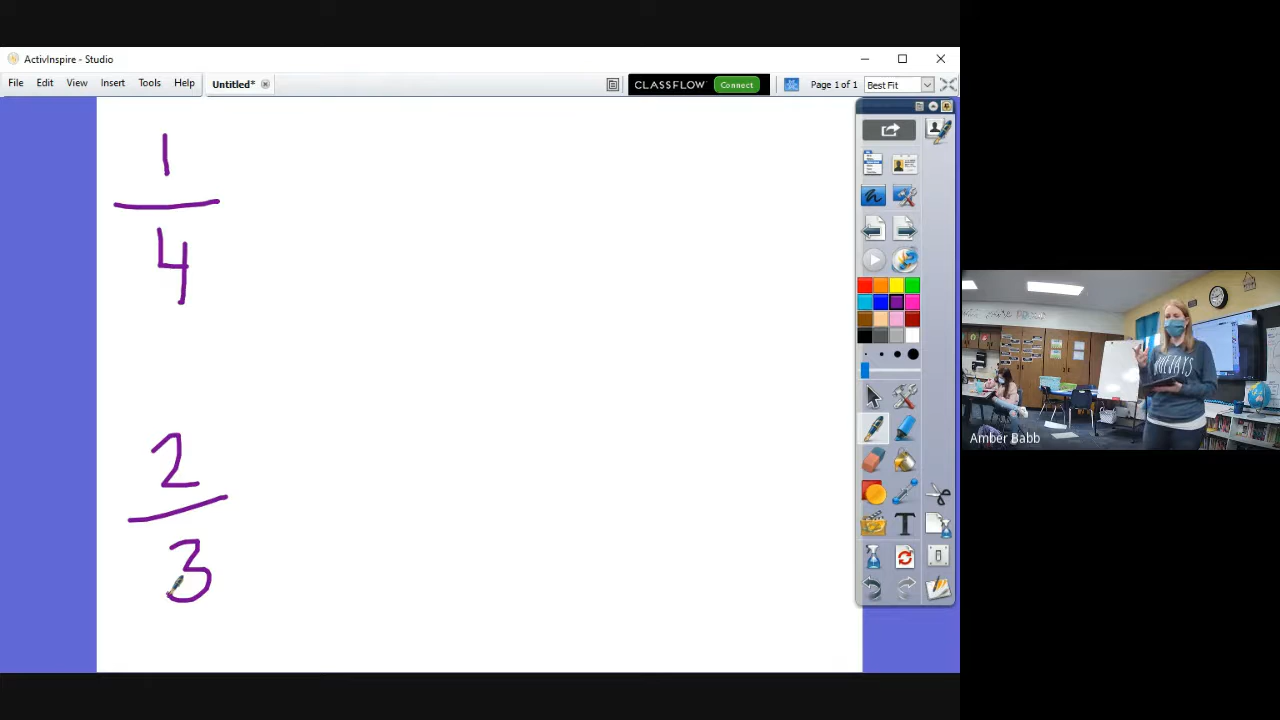 ActivInspire - Studio
File Edit View Insert Tools Help Untitled* CLASSFLOW Connect Page 1 of 1 Best Fit
1
4
2
3
T
BLUEJAYS
Amber Babb